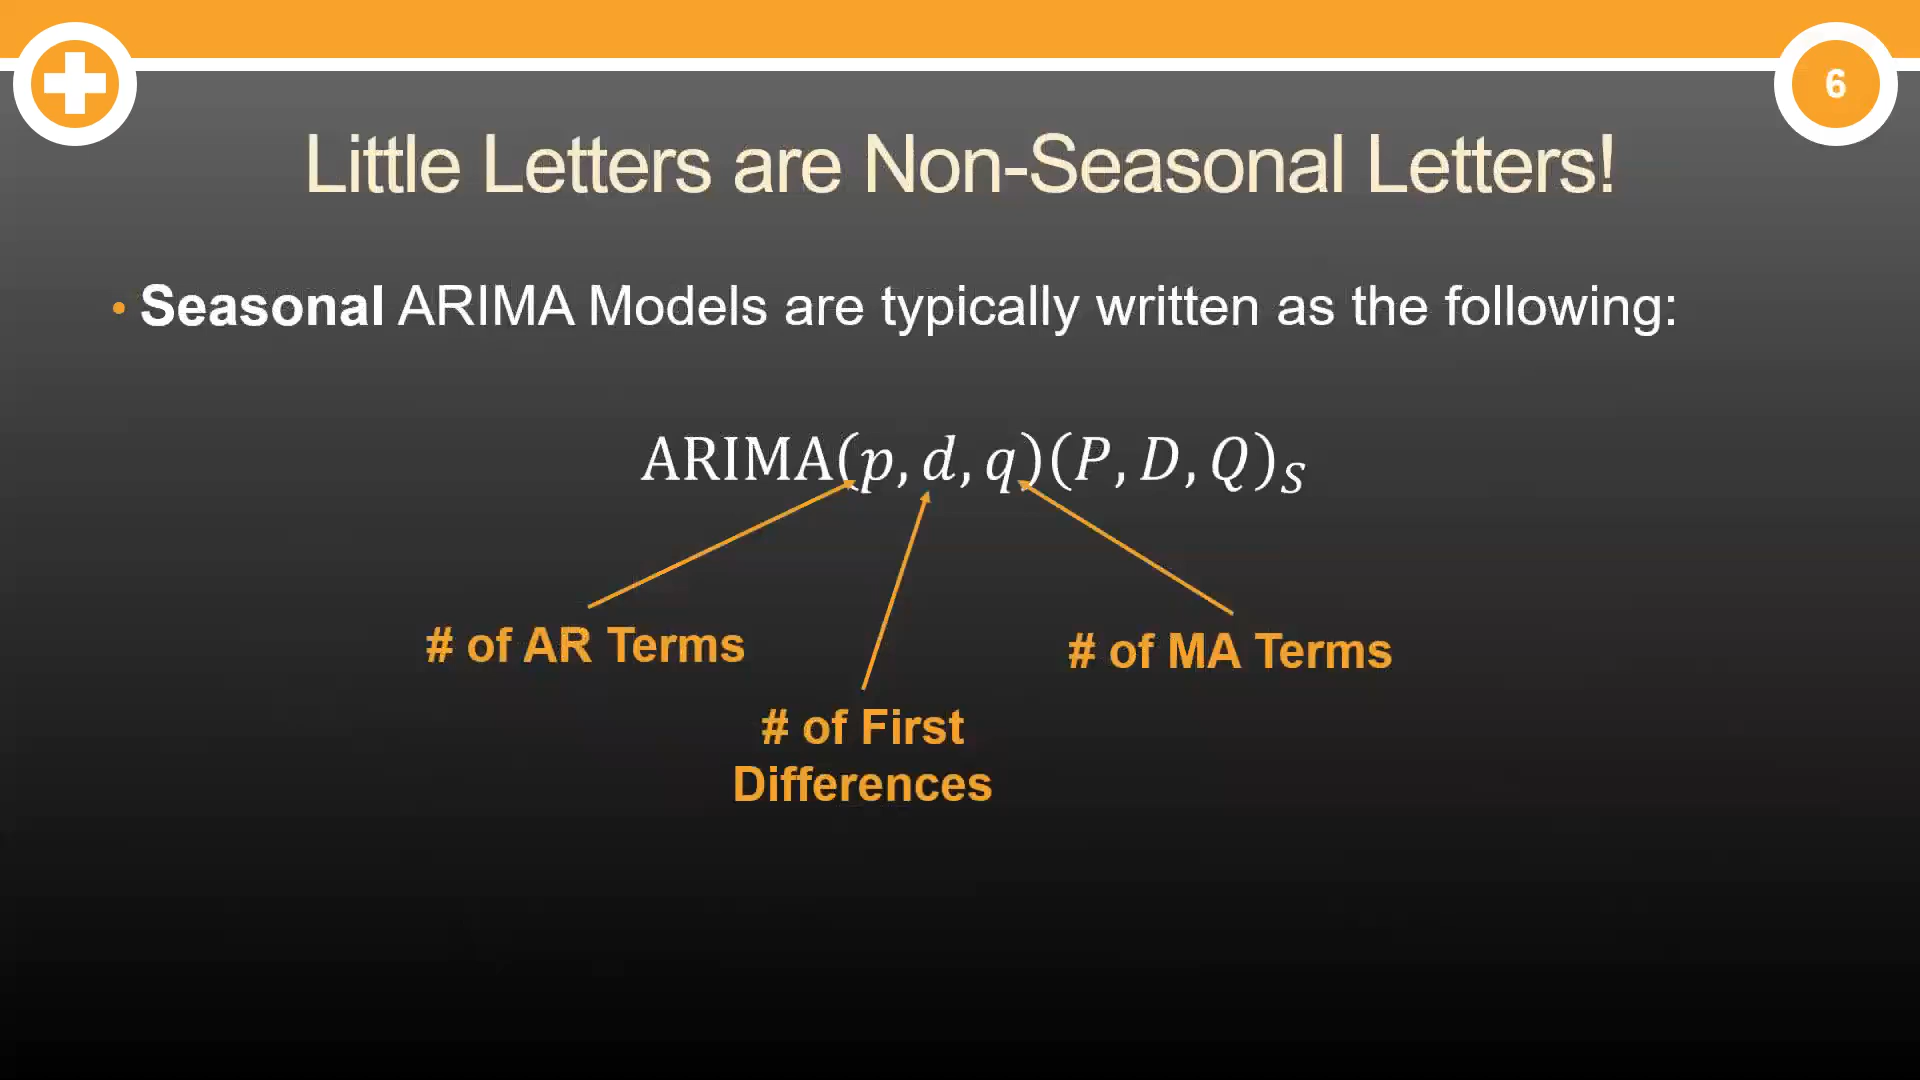 6
Little Letters are Non-Seasonal Letters!
• Seasonal ARIMA Models are typically written as the following:
ARIMA(p, d, q)(P, D, Q)_S
# of AR Terms
# of MA Terms
# of First
Differences